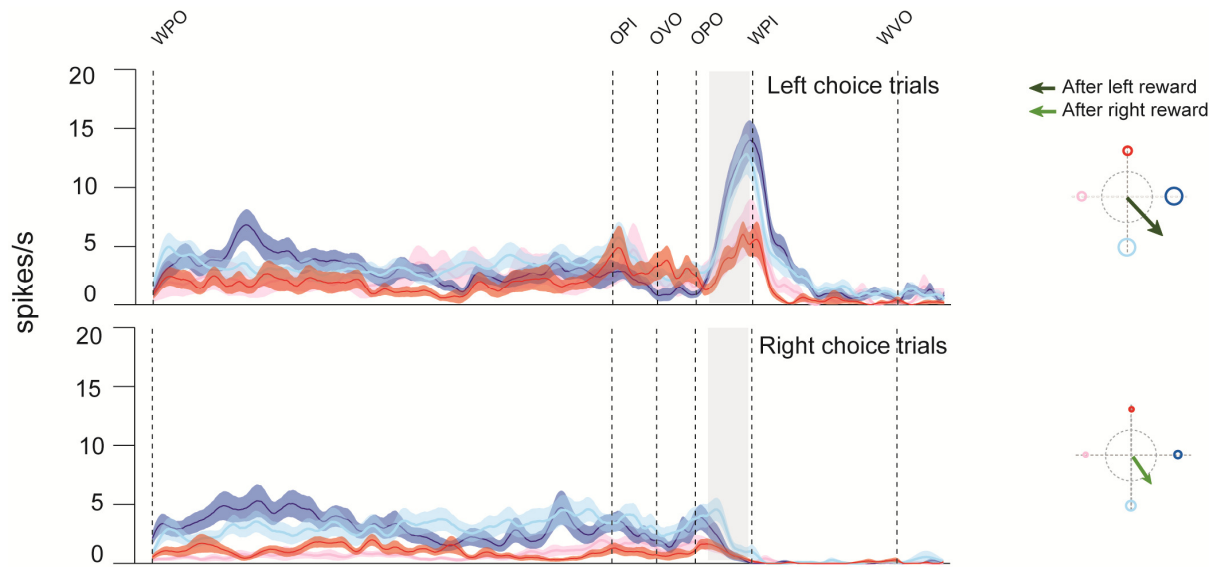 WPO
OPI
OVO
OPO
WPI
WVO
20
15
10
5
0
Left choice trials
After left reward
After right reward
spikes/s
20
15
10
5
0
Right choice trials